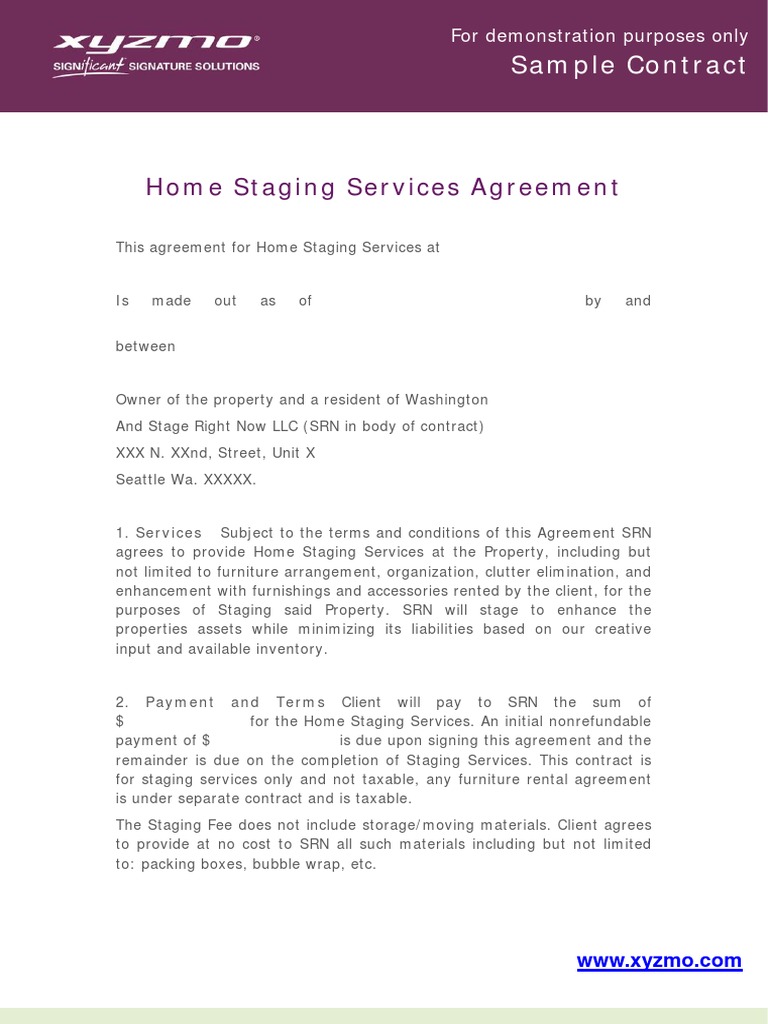 xyzmo®
SIGNificant SIGNATURE SOLUTIONS
For demonstration purposes only
Sample Contract
Home Staging Services Agreement
This agreement for Home Staging Services at
Is made out as of by and
between
Owner of the property and a resident of Washington
And Stage Right Now LLC (SRN in body of contract)
XXX N. XXnd, Street, Unit X
Seattle Wa. XXXXX.
1. Services Subject to the terms and conditions of this Agreement SRN
agrees to provide Home Staging Services at the Property, including but
not limited to furniture arrangement, organization, clutter elimination, and
enhancement with furnishings and accessories rented by the client, for the
purposes of Staging said Property. SRN will stage to enhance the
properties assets while minimizing its liabilities based on our creative
input and available inventory.
2. Payment and Terms Client will pay to SRN the sum of
$ for the Home Staging Services. An initial nonrefundable
payment of $ is due upon signing this agreement and the
remainder is due on the completion of Staging Services. This contract is
for staging services only and not taxable, any furniture rental agreement
is under separate contract and is taxable.
The Staging Fee does not include storage/moving materials. Client agrees
to provide at no cost to SRN all such materials including but not limited
to: packing boxes, bubble wrap, etc.
www.xyzmo.com